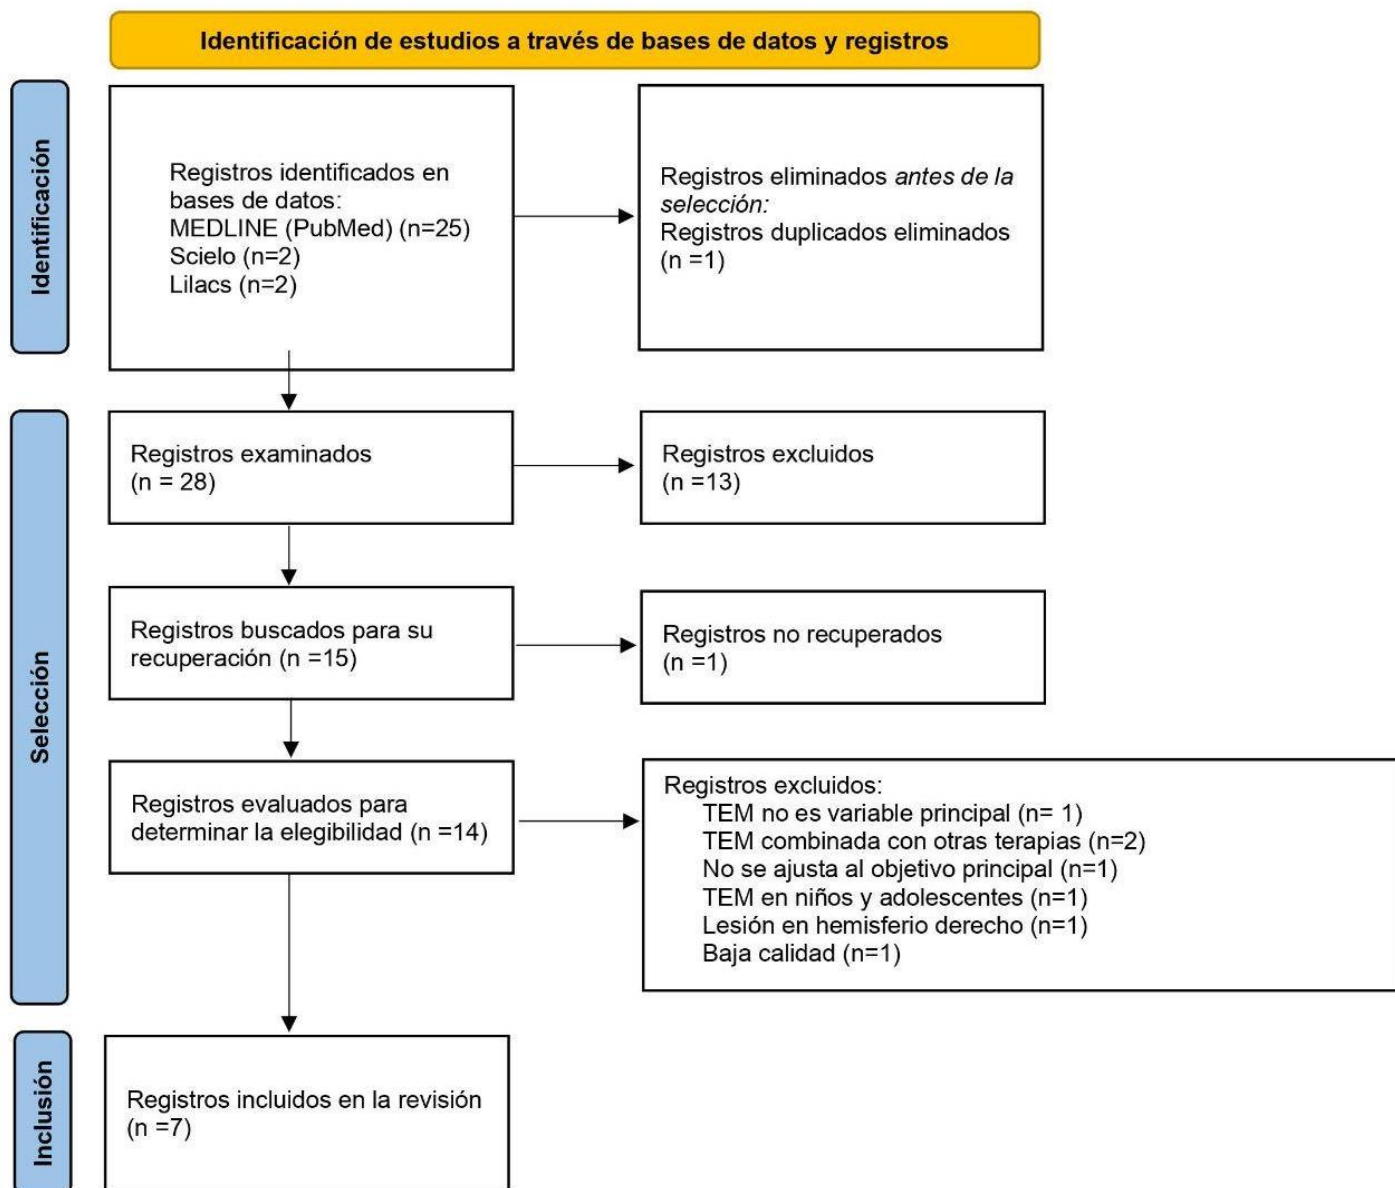 Identificación de estudios a través de bases de datos y registros
Identificación
Registros identificados en
bases de datos:
MEDLINE (PubMed) (n=25)
Scielo (n=2)
Lilacs (n=2)
Registros eliminados antes de la
selección:
Registros duplicados eliminados
(n =1)
Selección
Registros examinados
(n = 28)
Registros excluidos
(n =13)
Registros buscados para su
recuperación (n =15)
Registros no recuperados
(n =1)
Registros evaluados para
determinar la elegibilidad (n =14)
Registros excluidos:
TEM no es variable principal (n= 1)
TEM combinada con otras terapias (n=2)
No se ajusta al objetivo principal (n=1)
TEM en niños y adolescentes (n=1)
Lesión en hemisferio derecho (n=1)
Baja calidad (n=1)
Inclusión
Registros incluidos en la revisión
(n =7)